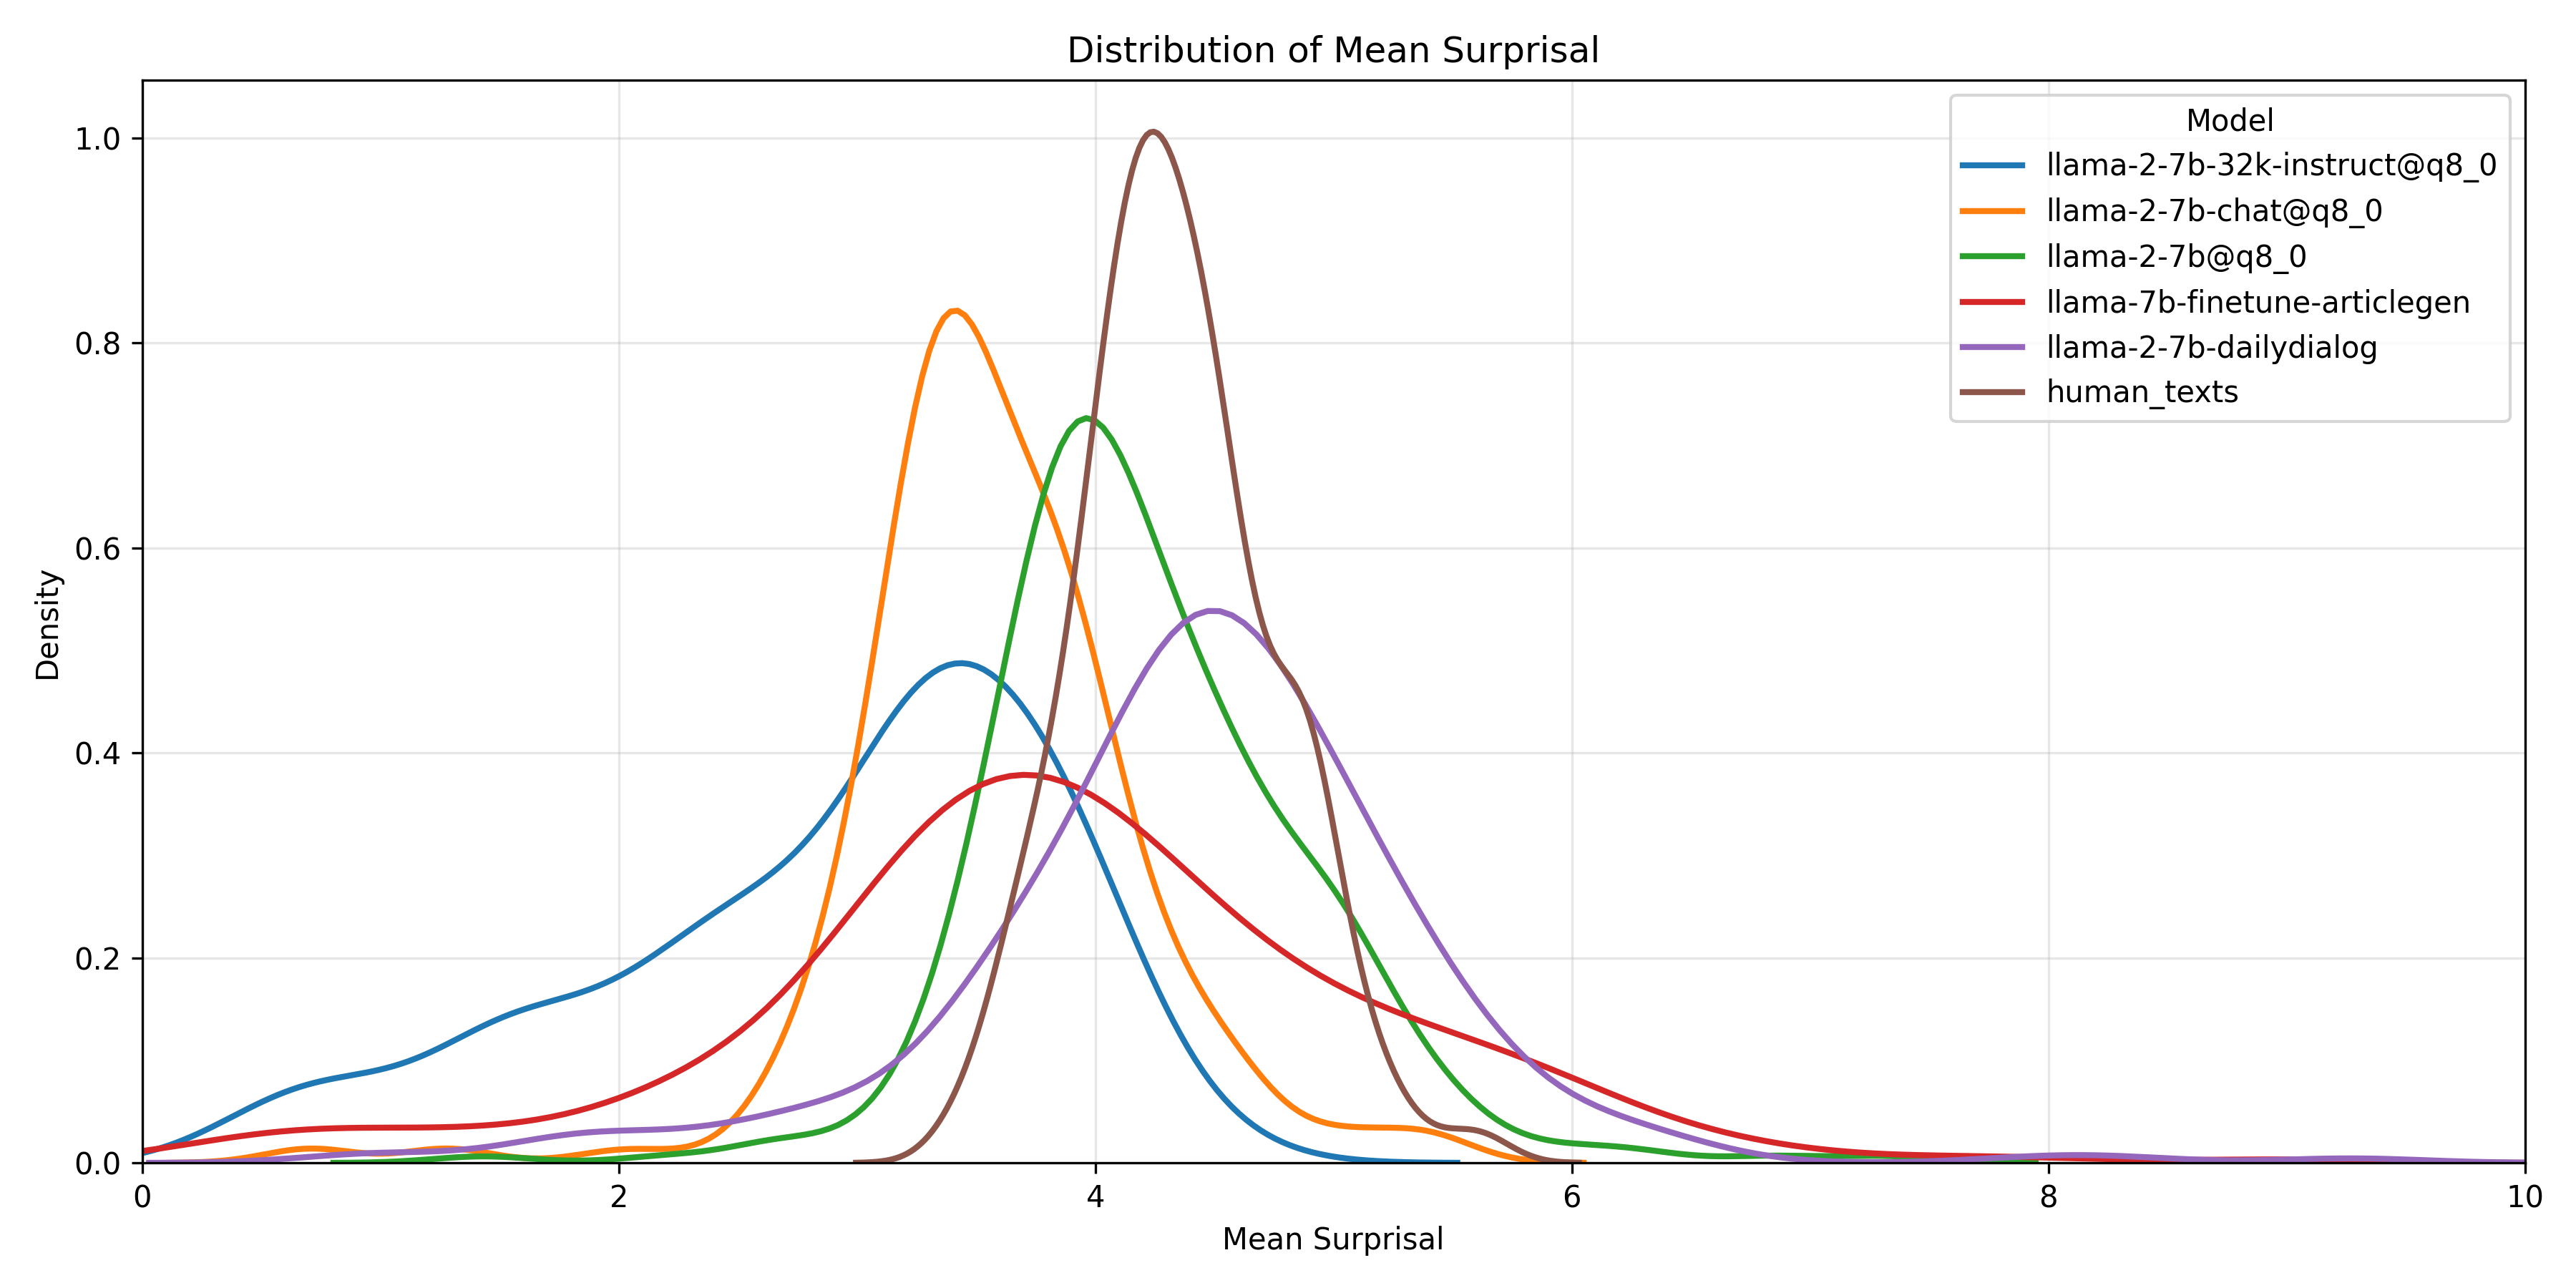 Distribution of Mean Surprisal
Model
llama-2-7b-32k-instruct@q8_0
llama-2-7b-chat@q8_0
llama-2-7b@q8_0
llama-7b-finetune-articlegen
llama-2-7b-dailydialog
human_texts
Density
1.0
0.8
0.6
0.4
0.2
0.0
0
2
4
6
8
10
Mean Surprisal